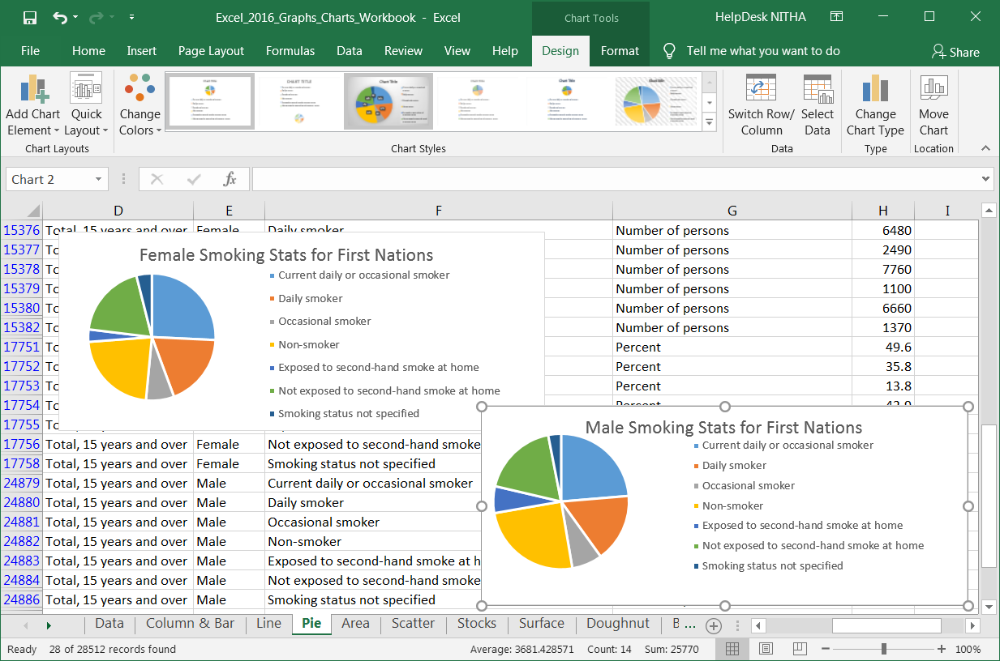 Excel_2016_Graphs_Charts_Workbook - Excel
Chart Tools
HelpDesk NITHA
File Home Insert Page Layout Formulas Data Review View Help Design Format Tell me what you want to do Share
Add Chart Element
Quick Layout
Change Colors
Switch Row/ Column
Select Data
Change Chart Type
Move Chart
Chart Layouts Chart Styles Data Type Location
Chart 2 fx
D E F G H I
15376 Total, 15 years and over Female Daily smoker Number of persons 6480
15377 To Number of persons 2490
15378 To Number of persons 7760
15379 To Number of persons 1100
15380 To Number of persons 6660
15382 To Number of persons 1370
17751 To Percent 49.6
17752 To Percent 35.8
17753 To Percent 13.8
17754 To Percent 42.9
17755 To
17756 Total, 15 years and over Female Not exposed to second-hand smoke
17758 Total, 15 years and over Female Smoking status not specified
24879 Total, 15 years and over Male Current daily or occasional smoker
24880 Total, 15 years and over Male Daily smoker
24881 Total, 15 years and over Male Occasional smoker
24882 Total, 15 years and over Male Non-smoker
24883 Total, 15 years and over Male Exposed to second-hand smoke at h
24884 Total, 15 years and over Male Not exposed to second-hand smoke
24886 Total, 15 years and over Male Smoking status not specified
Female Smoking Stats for First Nations
Current daily or occasional smoker
Daily smoker
Occasional smoker
Non-smoker
Exposed to second-hand smoke at home
Not exposed to second-hand smoke at home
Smoking status not specified
Male Smoking Stats for First Nations
Current daily or occasional smoker
Daily smoker
Occasional smoker
Non-smoker
Exposed to second-hand smoke at home
Not exposed to second-hand smoke at home
Smoking status not specified
Data Column & Bar Line Pie Area Scatter Stocks Surface Doughnut B ...
Ready 28 of 28512 records found Average: 3681.428571 Count: 14 Sum: 25770 100%